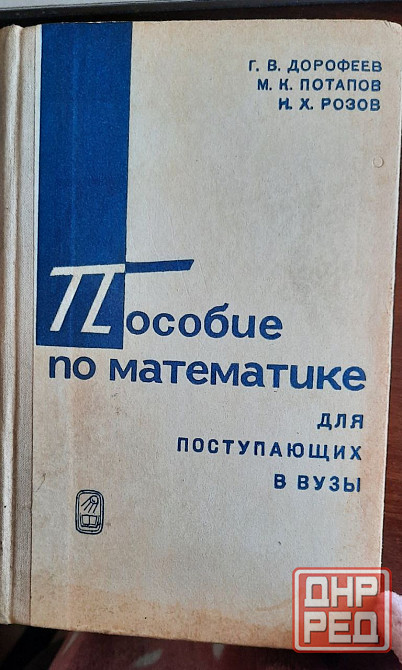 Г. В. ДОРОФЕЕВ
М. К. ПОТАПОВ
Н. Х. РОЗОВ
Пособие
по математике
ДЛЯ
ПОСТУПАЮЩИХ
В ВУЗЫ
ДНР
РЕД